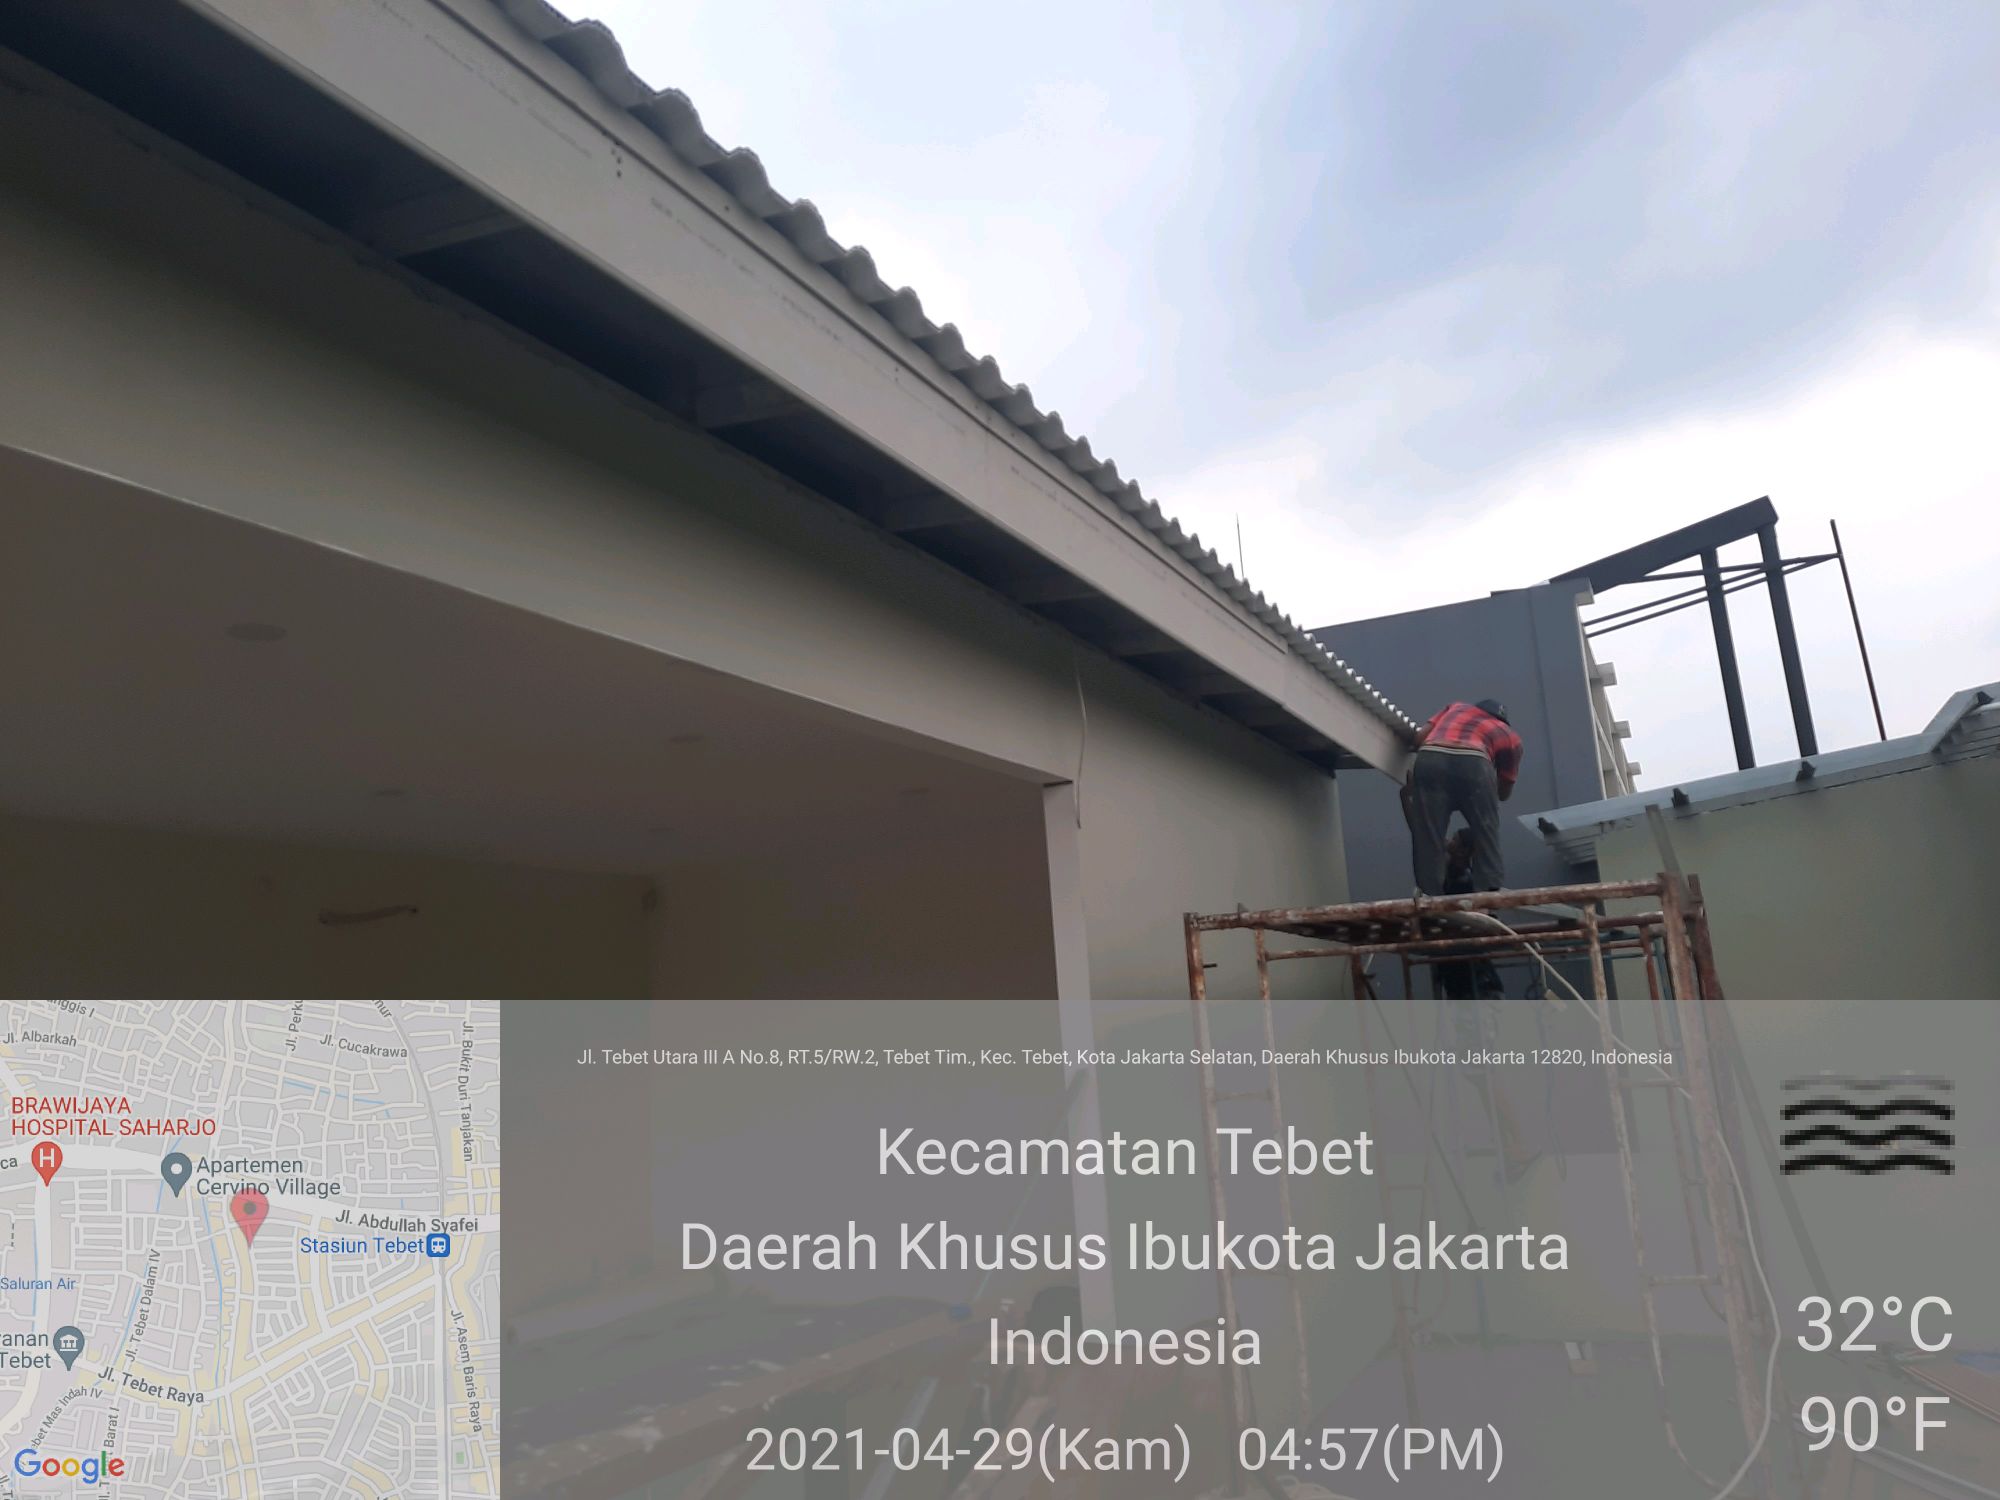 Jl. Tebet Utara III A No.8, RT.5/RW.2, Tebet Tim., Kec. Tebet, Kota Jakarta Selatan, Daerah Khusus Ibukota Jakarta 12820, Indonesia
Kecamatan Tebet
Daerah Khusus Ibukota Jakarta
Indonesia
2021-04-29(Kam) 04:57(PM)
32°C
90°F
Jl. Albarkah
Jl. Cucakrawa
Jl. Bukit Duri Tanjakan
BRAWIJAYA
HOSPITAL SAHARJO
H
Apartemen
Cervino Village
Jl. Abdullah Syafei
Stasiun Tebet
Saluran Air
Jl. Tebet Dalam IV
Tebet
Jl. Tebet Raya
Jl. Asem Baris Raya
Google